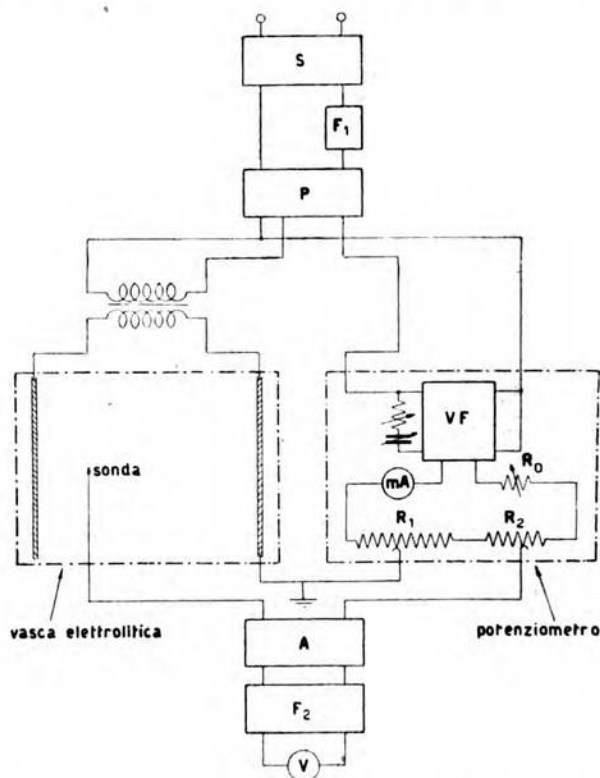 S
F₁
P
VF
sonda
mA
R₀
R₁
R₂
vasca elettrolitica
potenziometro
A
F₂
V